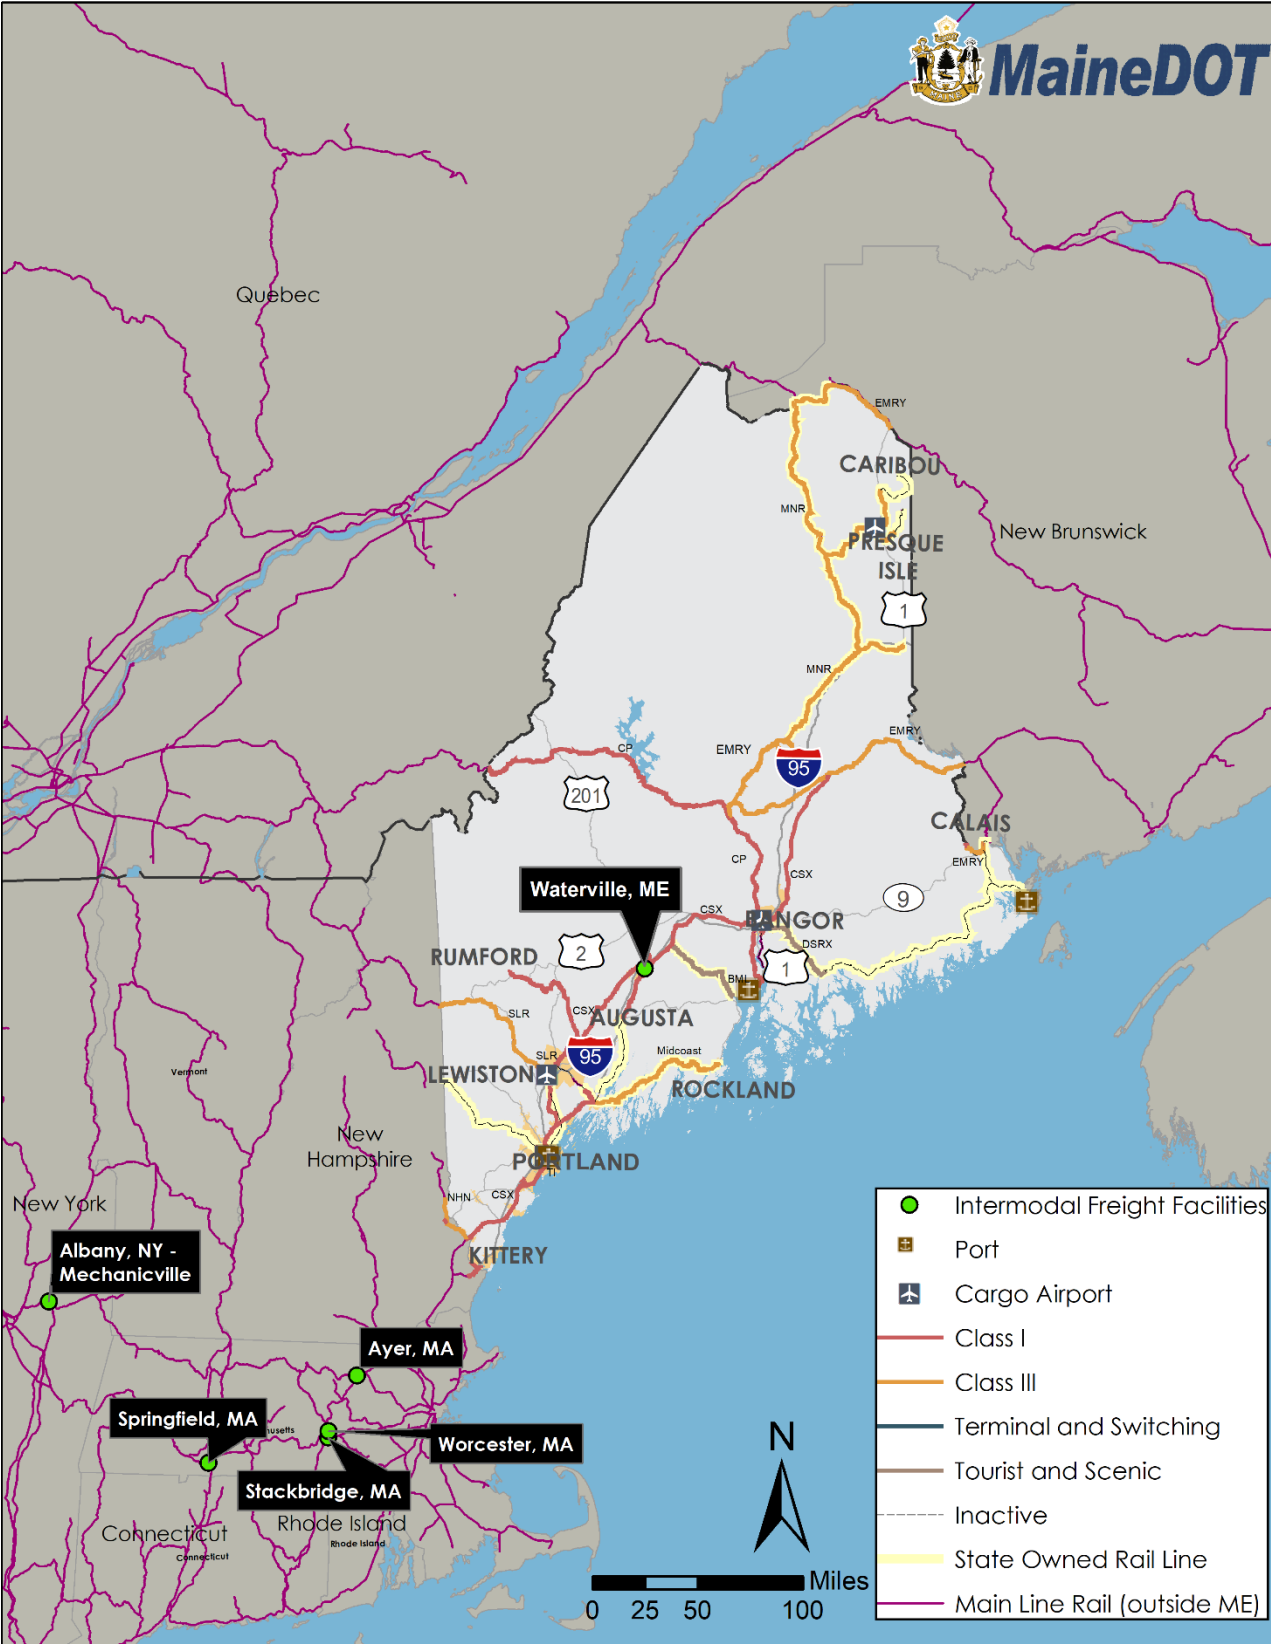 MaineDOT
Quebec
EMRY
CARIBOU
MNR
New Brunswick
PRESQUE
ISLE
1
MNR
EMRY
EMRY
CP
95
201
CALAIS
CP
EMRY
CSX
Waterville, ME
9
CSX
BANGOR
2
DSRX
RUMFORD
1
BML
SLR
CSX
AUGUSTA
95
SLR
Midcoast
LEWISTON
ROCKLAND
Vermont
New
Hampshire
PORTLAND
TI
NHN
CSX
New York
KITTERY
Albany, NY -
Mechanicville
Ayer, MA
Springfield, MA
usetts
Worcester, MA
Stackbridge, MA
Connecticut
Connecticut
Rhode Island
Rhode Island
N
Miles
0 25 50 100
Intermodal Freight Facilities
Port
Cargo Airport
Class I
Class III
Terminal and Switching
Tourist and Scenic
Inactive
State Owned Rail Line
Main Line Rail (outside ME)